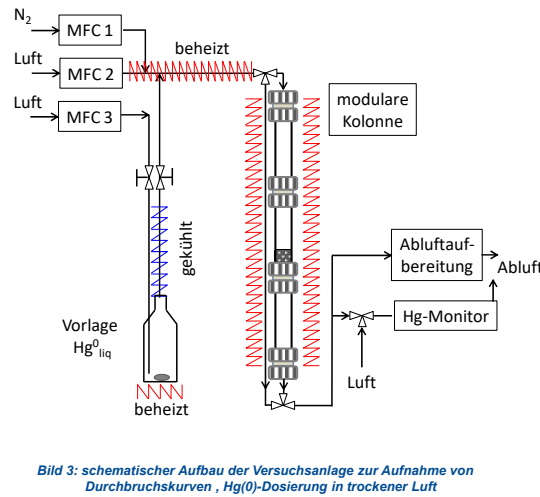 N₂
MFC 1
beheizt
Luft
MFC 2
Luft
MFC 3
modulare
Kolonne
gekühlt
Abluftauf-
bereitung
Abluft
Hg-Monitor
Vorlage
Hg⁰liq
Luft
beheizt
Bild 3: schematischer Aufbau der Versuchsanlage zur Aufnahme von
Durchbruchskurven , Hg(0)-Dosierung in trockener Luft